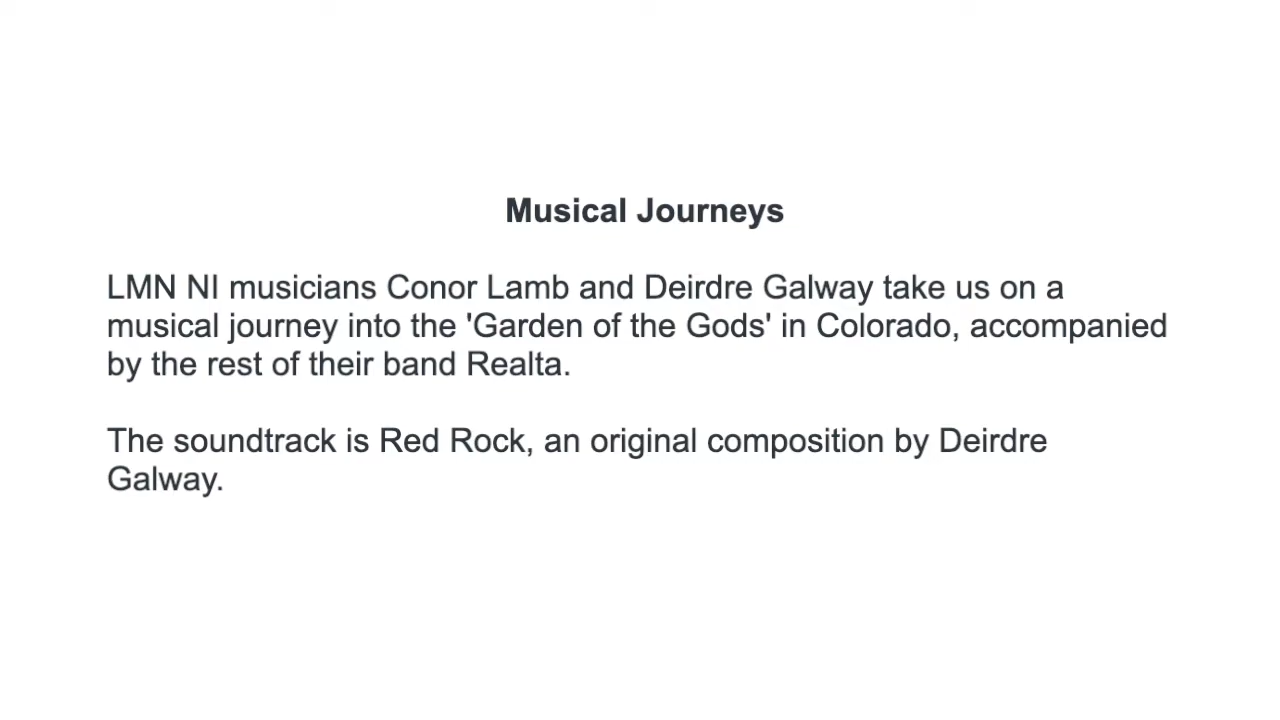 Musical Journeys
LMN NI musicians Conor Lamb and Deirdre Galway take us on a
musical journey into the 'Garden of the Gods' in Colorado, accompanied
by the rest of their band Realta.
The soundtrack is Red Rock, an original composition by Deirdre
Galway.